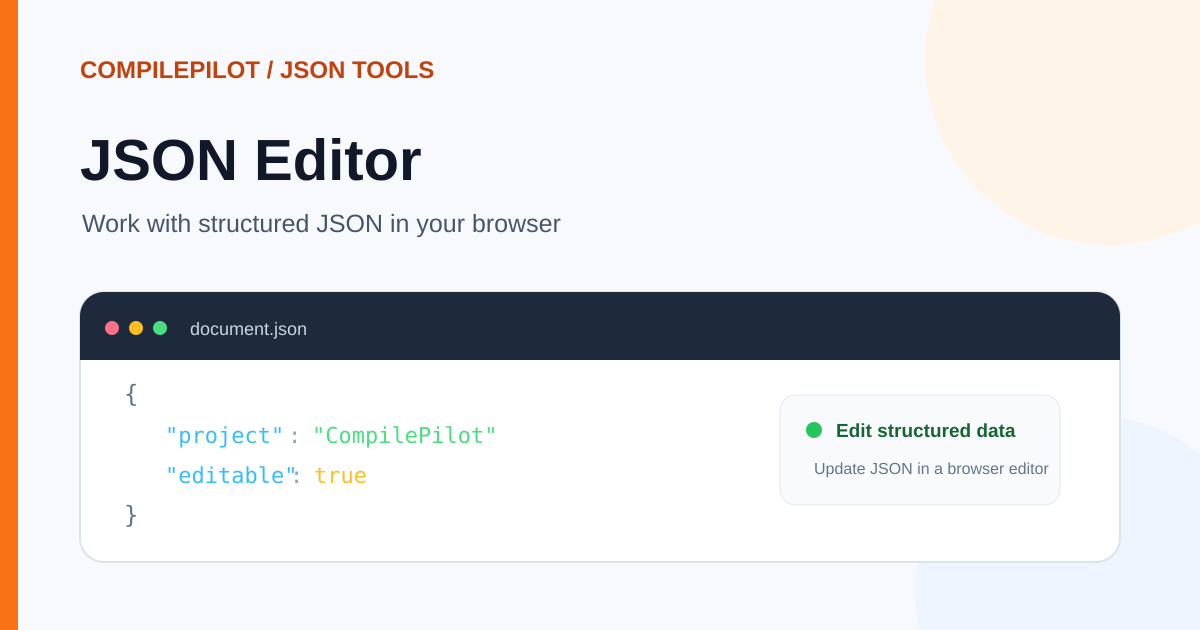 COMPILEPILOT / JSON TOOLS
JSON Editor
Work with structured JSON in your browser
document.json
{
"project": "CompilePilot"
"editable": true
}
Edit structured data
Update JSON in a browser editor